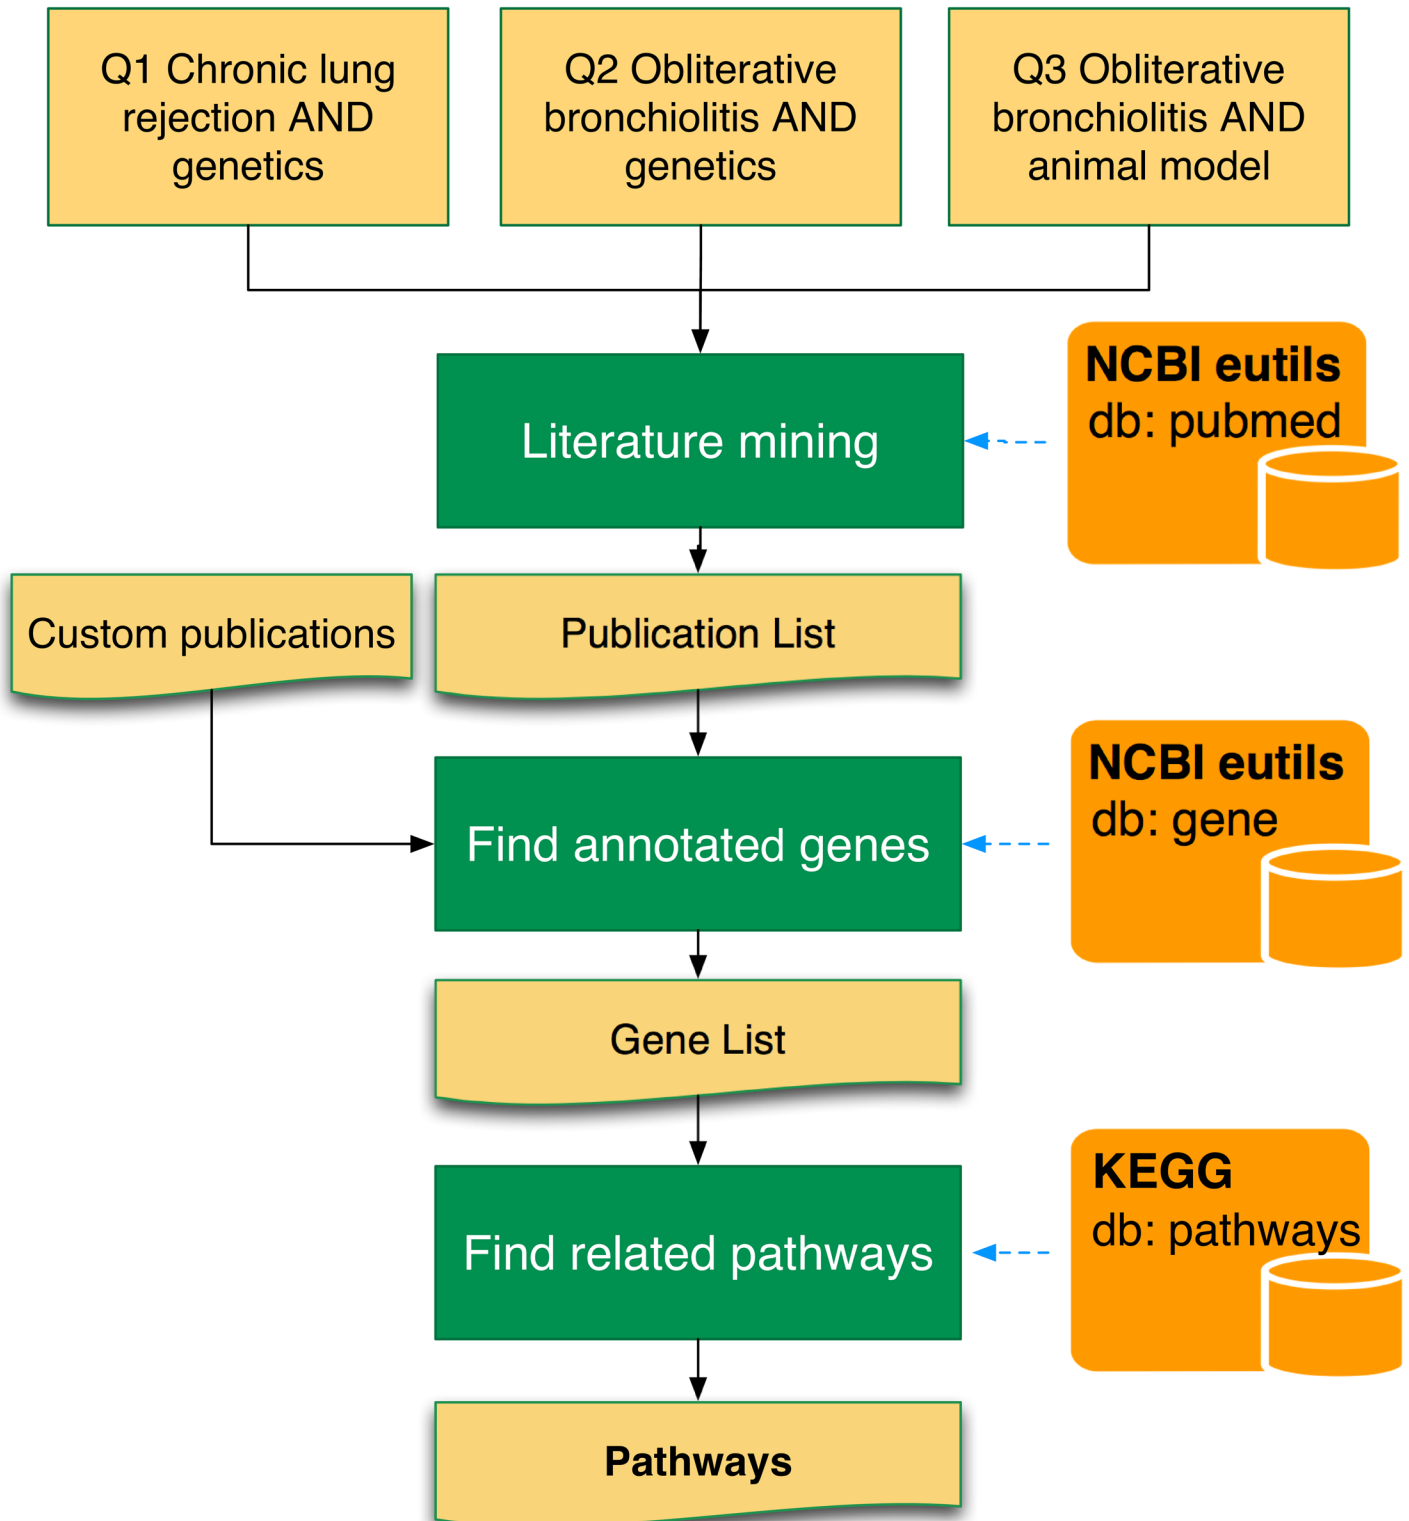 Q1 Chronic lung
rejection AND
genetics
Q2 Obliterative
bronchiolitis AND
genetics
Q3 Obliterative
bronchiolitis AND
animal model
NCBI eutils
db: pubmed
Literature mining
Custom publications
Publication List
NCBI eutils
db: gene
Find annotated genes
Gene List
KEGG
db: pathways
Find related pathways
Pathways